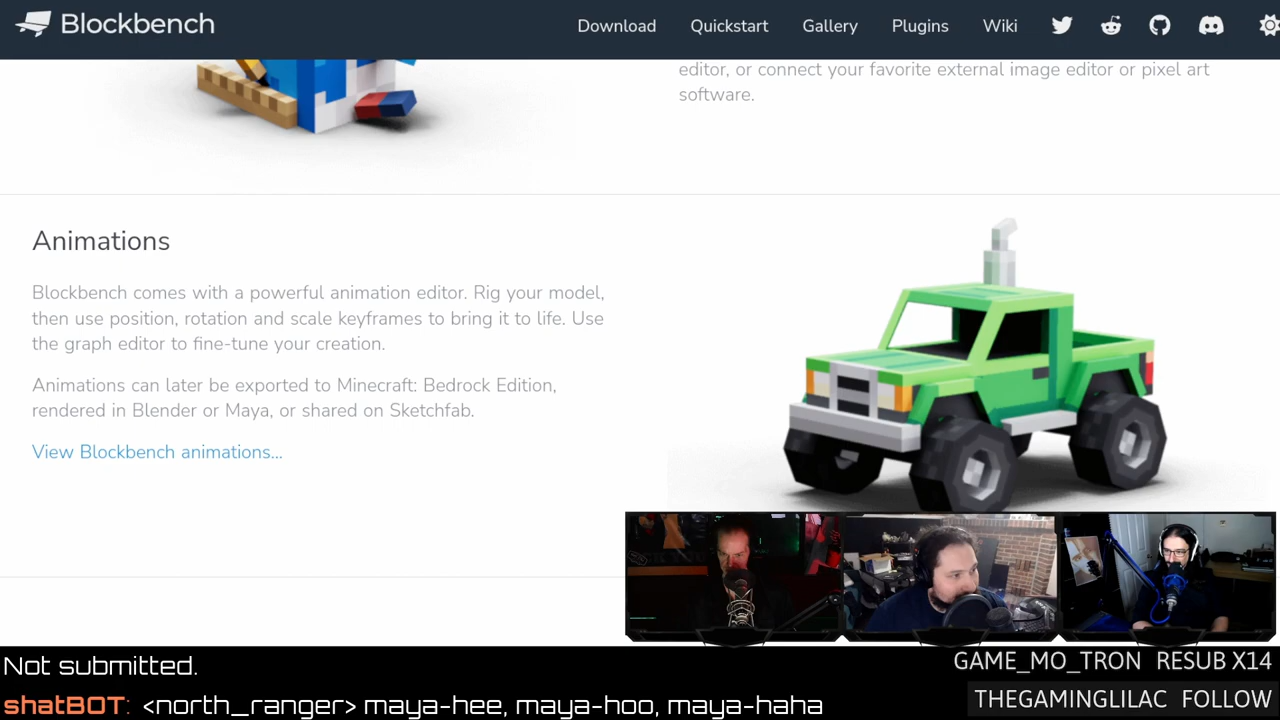 Blockbench
Download Quickstart Gallery Plugins Wiki
editor, or connect your favorite external image editor or pixel art
software.
Animations
Blockbench comes with a powerful animation editor. Rig your model,
then use position, rotation and scale keyframes to bring it to life. Use
the graph editor to fine-tune your creation.
Animations can later be exported to Minecraft: Bedrock Edition,
rendered in Blender or Maya, or shared on Sketchfab.
View Blockbench animations...
Not submitted.
GAME_MO_TRON RESUB X14
shatBOT: <north_ranger> maya-hee, maya-hoo, maya-haha
THEGAMINGLILAC FOLLOW